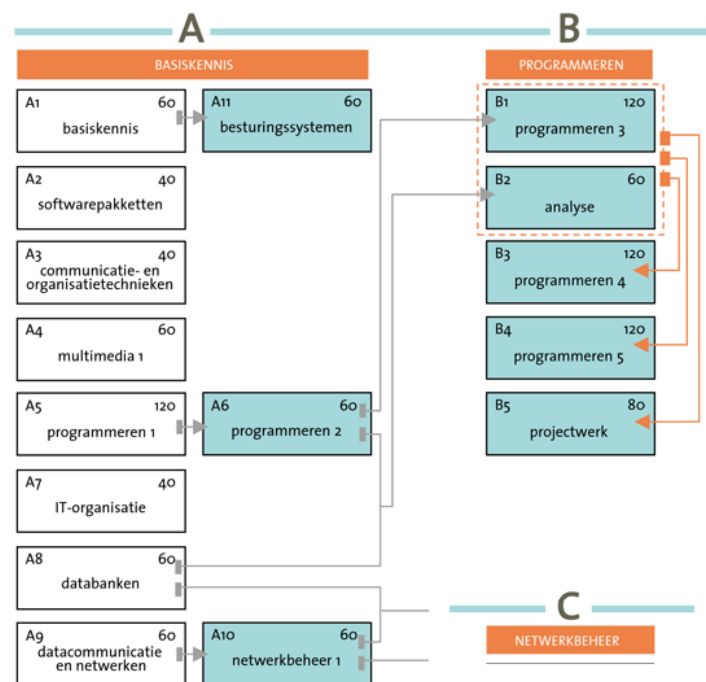 A
B
BASISKENNIS
PROGRAMMEREN
A1 60
basiskennis
A11 60
besturingssystemen
B1 120
programmeren 3
A2 40
softwarepakketten
B2 60
analyse
A3 40
communicatie- en
organisatietechnieken
B3 120
programmeren 4
A4 60
multimedia 1
B4 120
programmeren 5
A5 120
programmeren 1
A6 60
programmeren 2
B5 80
projectwerk
A7 40
IT-organisatie
A8 60
databanken
C
NETWERKBEHEER
A9 60
datacommunicatie
en netwerken
A10 60
netwerkbeheer 1